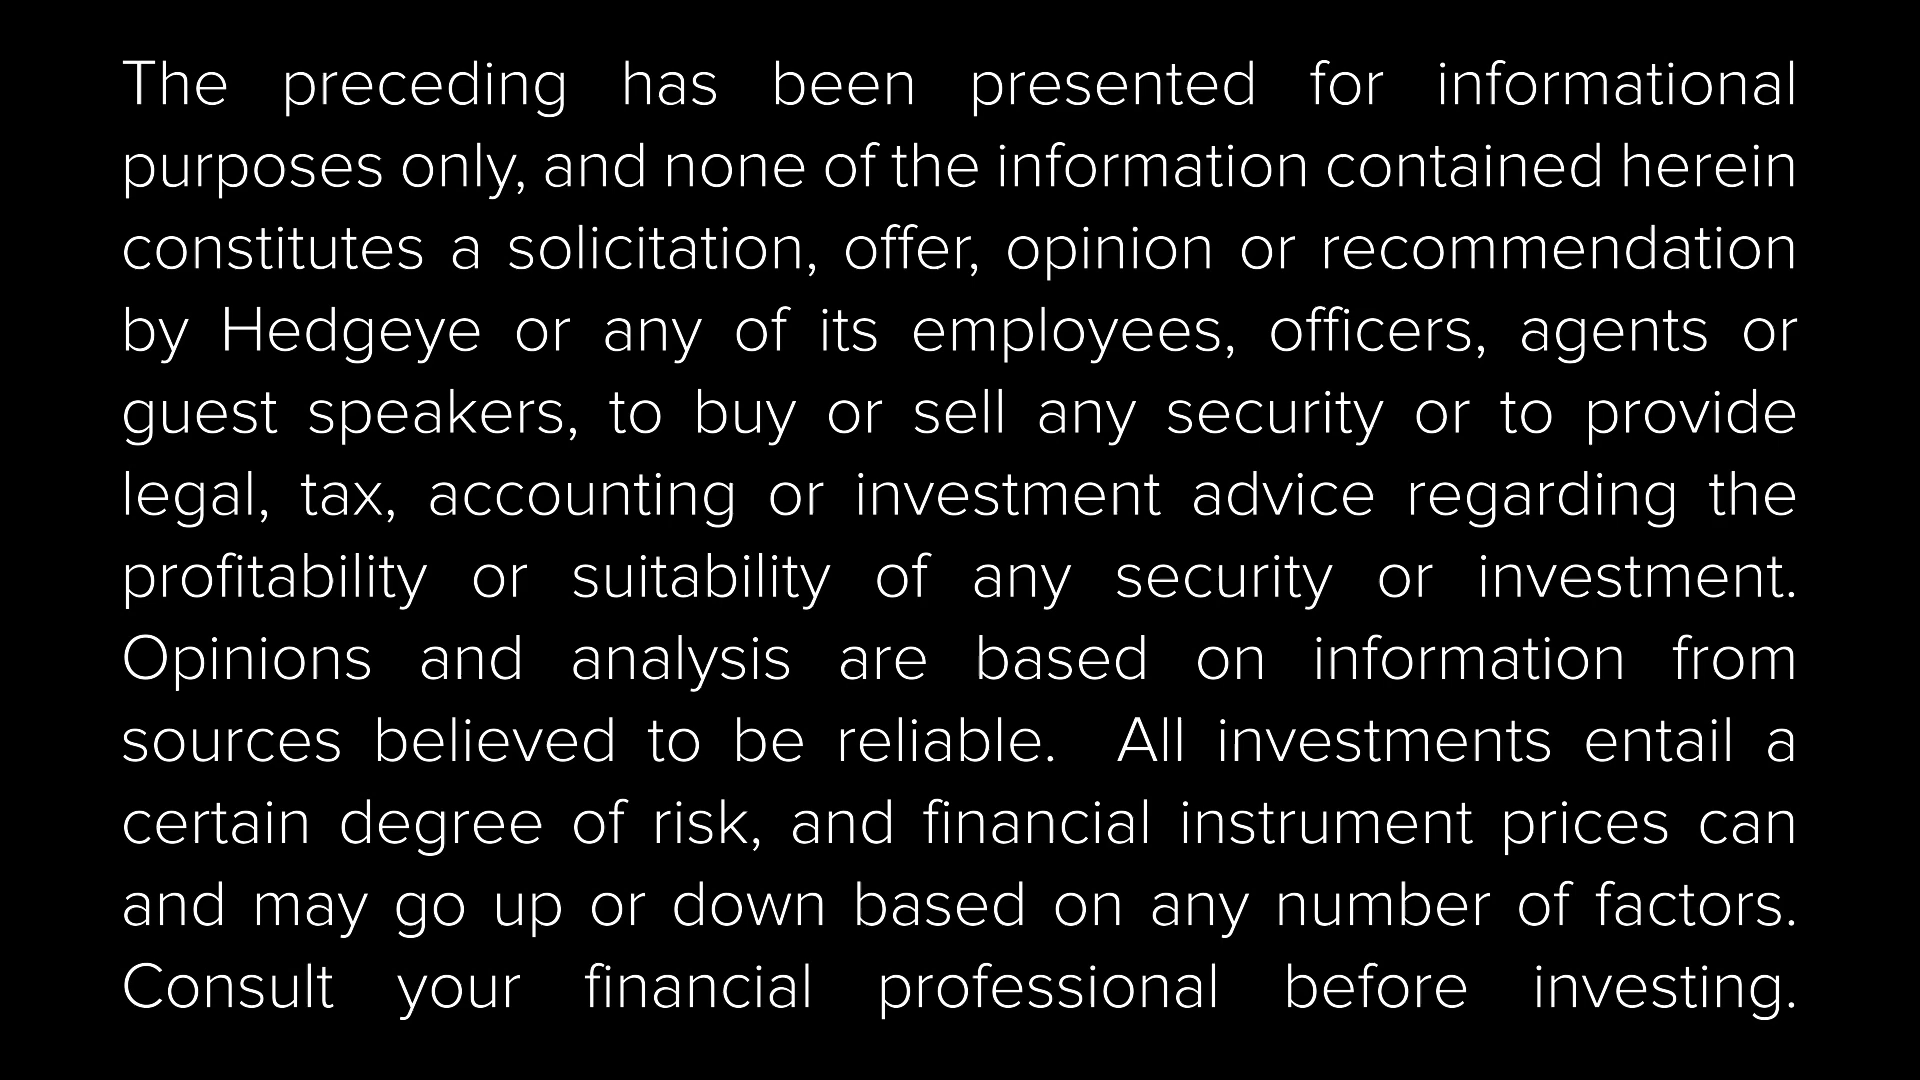 The preceding has been presented for informational
purposes only, and none of the information contained herein
constitutes a solicitation, offer, opinion or recommendation
by Hedgeye or any of its employees, officers, agents or
guest speakers, to buy or sell any security or to provide
legal, tax, accounting or investment advice regarding the
profitability or suitability of any security or investment.
Opinions and analysis are based on information from
sources believed to be reliable.  All investments entail a
certain degree of risk, and financial instrument prices can
and may go up or down based on any number of factors.
Consult your financial professional before investing.